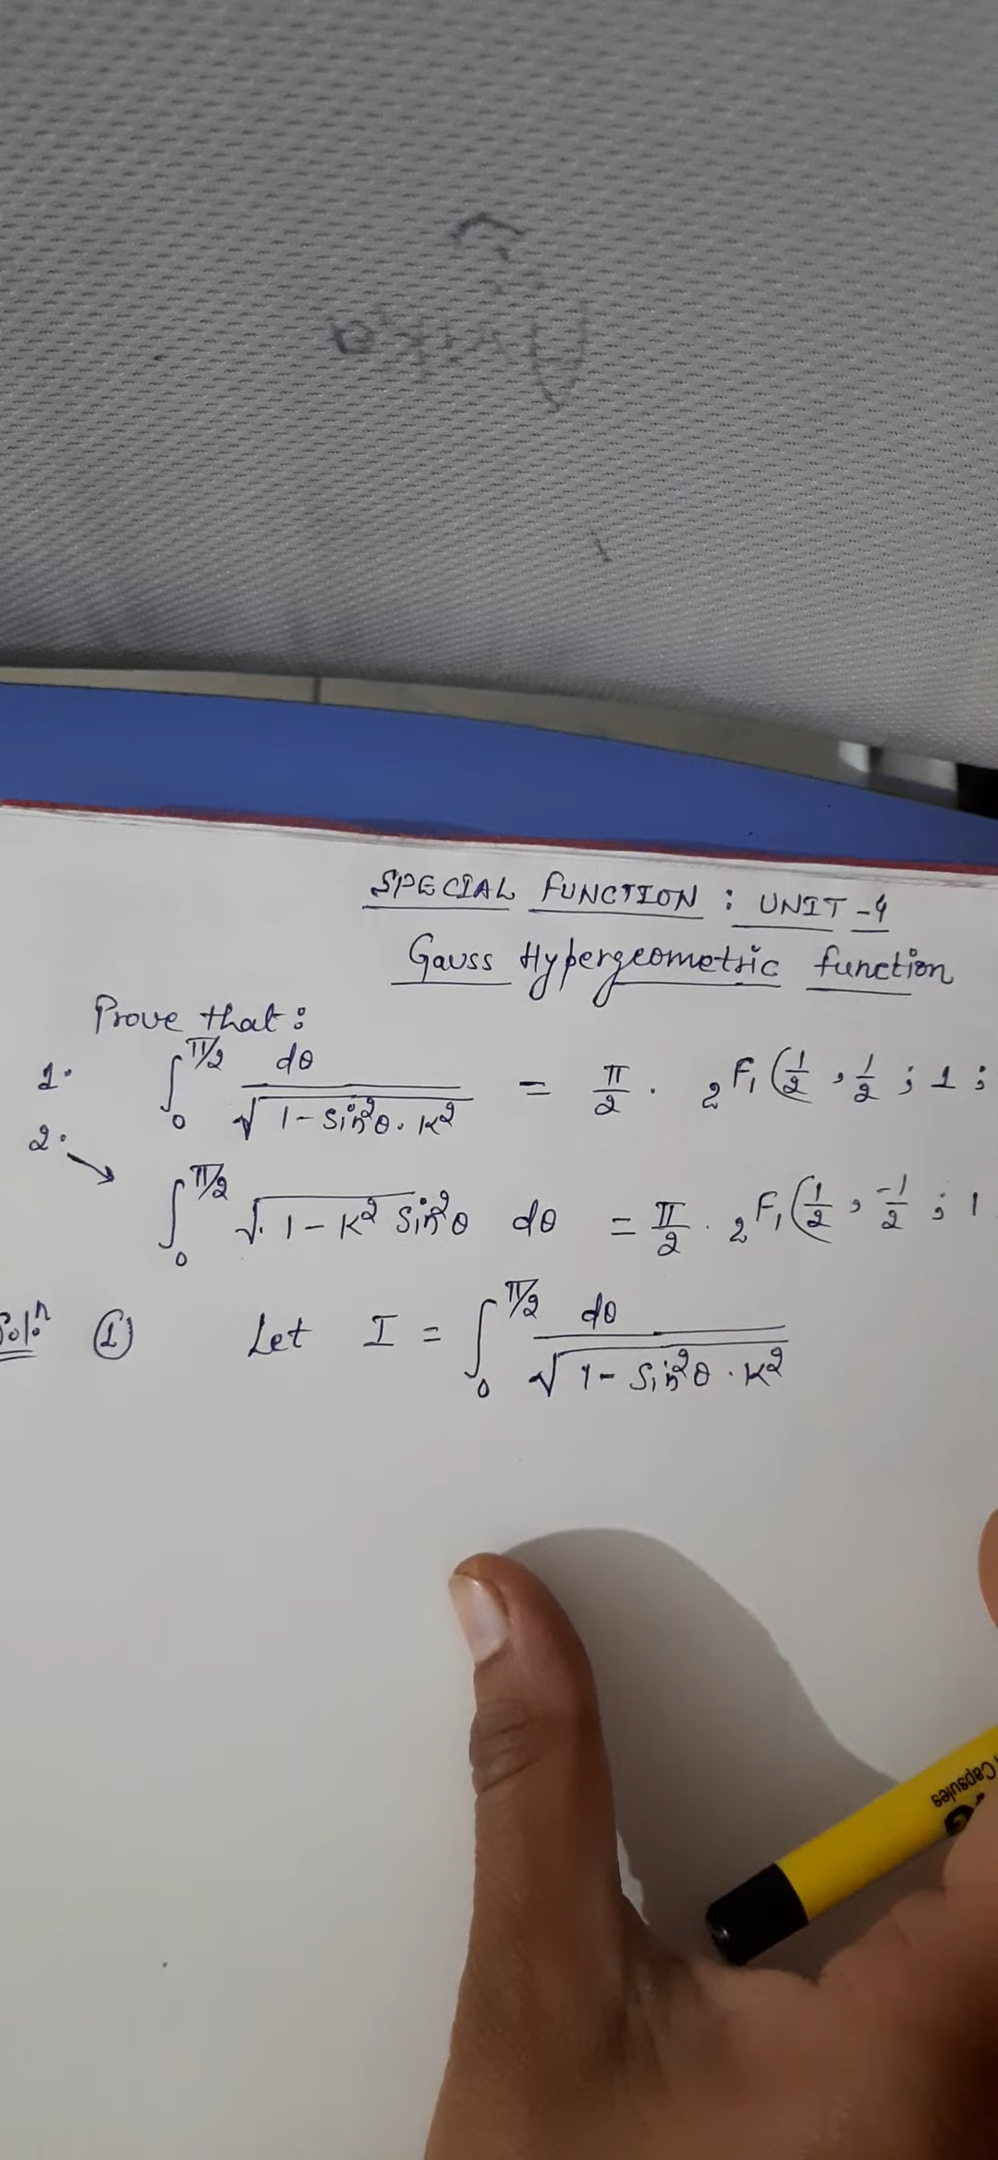 SPECIAL FUNCTION : UNIT-4
Gauss Hypergeometric function
Prove that :
1. ∫₀^{π/2} dθ / √(1 - sin²θ . K²) = π/2 . ₂F₁(1/2 , 1/2 ; 1 ;
2. → ∫₀^{π/2} √(1 - K² sin²θ) dθ = π/2 . ₂F₁(1/2 , -1/2 ; 1
Solⁿ ① Let I = ∫₀^{π/2} dθ / √(1 - sin²θ . K²)
Capsules